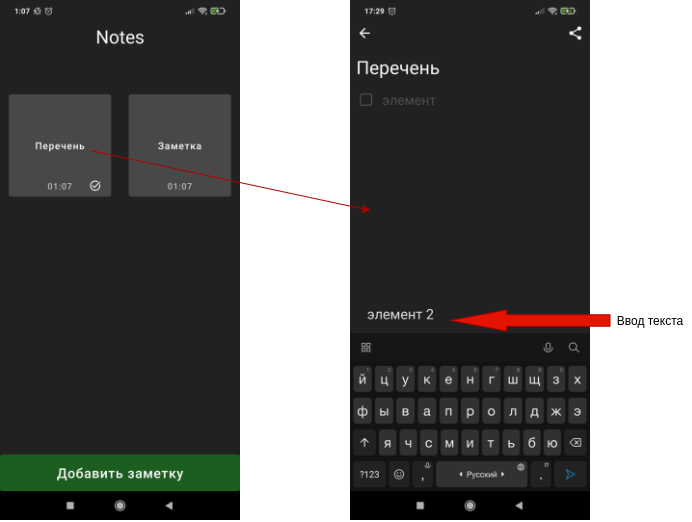 1:07
Notes
Перечень
01:07
Заметка
01:07
Добавить заметку
17:29
Перечень
элемент
элемент 2
Ввод текста
й ц у к е н г ш щ з х
ф ы в а п р о л д ж э
я ч с м и т ь б ю
?123 , Русский .